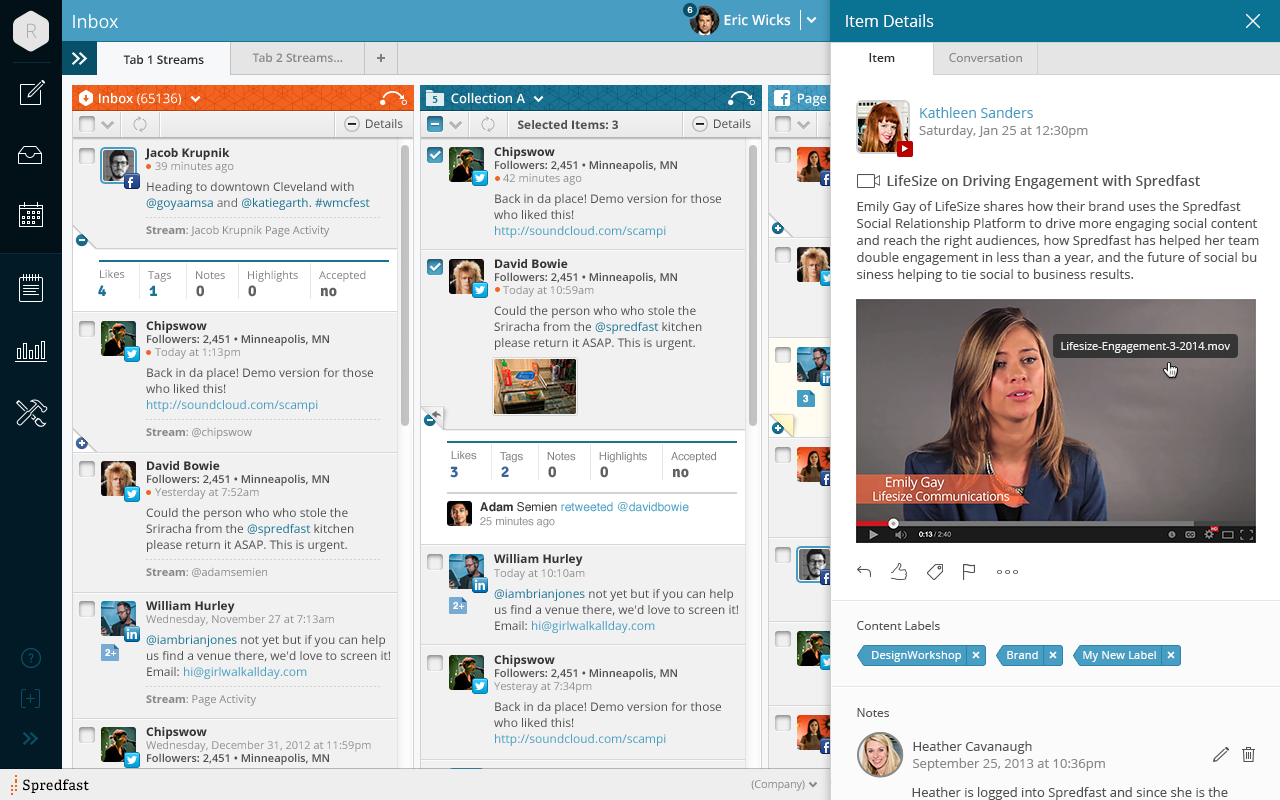 R
Inbox
6
Eric Wicks
Tab 1 Streams
Tab 2 Streams...
+
Inbox (65136)
Details
Jacob Krupnik
39 minutes ago
Heading to downtown Cleveland with
@goyaamsa and @katiegarth. #wmcfest
Stream: Jacob Krupnik Page Activity
Likes Tags Notes Highlights Accepted
4 1 0 0 no
Chipswow
Followers: 2,451 • Minneapolis, MN
Today at 1:13pm
Back in da place! Demo version for those
who liked this!
http://soundcloud.com/scampi
Stream: @chipswow
David Bowie
Followers: 2,451 • Minneapolis, MN
Yesterday at 7:52am
Could the person who who stole the
Sriracha from the @spredfast kitchen
please return it ASAP. This is urgent.
Stream: @adamsemien
William Hurley
Wednesday, November 27 at 7:13am
2+
@iambrianjones not yet but if you can help
us find a venue there, we'd love to screen it!
Email: hi@girlwalkallday.com
Stream: Page Activity
Chipswow
Wednesday, December 31, 2012 at 11:59pm
Followers: 2,451 • Minneapolis, MN
5
Collection A
Selected Items: 3
Details
Chipswow
Followers: 2,451 • Minneapolis, MN
42 minutes ago
Back in da place! Demo version for those
who liked this!
http://soundcloud.com/scampi
David Bowie
Followers: 2,451 • Minneapolis, MN
Today at 10:59am
Could the person who who stole the
Sriracha from the @spredfast kitchen
please return it ASAP. This is urgent.
Likes Tags Notes Highlights Accepted
3 2 0 0 no
Adam Semien retweeted @davidbowie
25 minutes ago
William Hurley
Today at 10:10am
2+
@iambrianjones not yet but if you can help
us find a venue there, we'd love to screen it!
Email: hi@girlwalkallday.com
Chipswow
Followers: 2,451 • Minneapolis, MN
Yesteray at 7:34pm
Back in da place! Demo version for those
who liked this!
http://soundcloud.com/scampi
Page
3
Spredfast
(Company)
Item Details
Item
Conversation
Kathleen Sanders
Saturday, Jan 25 at 12:30pm
LifeSize on Driving Engagement with Spredfast
Emily Gay of LifeSize shares how their brand uses the Spredfast
Social Relationship Platform to drive more engaging social content
and reach the right audiences, how Spredfast has helped her team
double engagement in less than a year, and the future of social bu
siness helping to tie social to business results.
Lifesize-Engagement-3-2014.mov
Emily Gay
Lifesize Communications
0:13 / 2:40
HD
Content Labels
DesignWorkshop
Brand
My New Label
Notes
Heather Cavanaugh
September 25, 2013 at 10:36pm
Heather is logged into Spredfast and since she is the